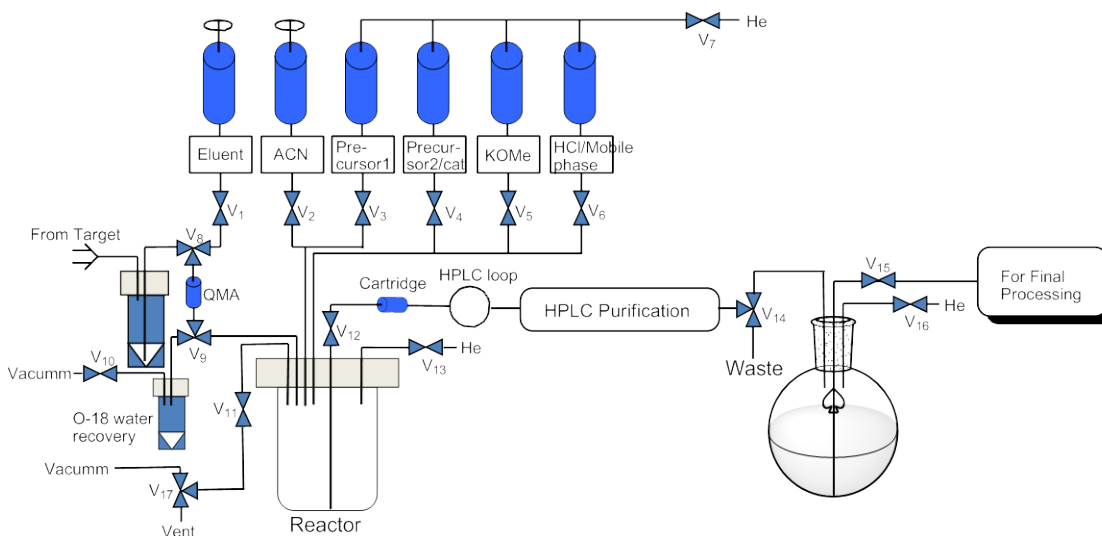 He
V7
Eluent
ACN
Pre-
cursor1
Precur-
sor2/cat
KOMe
HCl/Mobile
phase
V1
V2
V3
V4
V5
V6
From Target
V8
QMA
V9
V10
Vacumm
O-18 water
recovery
V11
Vacumm
V17
Vent
Reactor
V12
Cartridge
HPLC loop
HPLC Purification
He
V13
V14
Waste
V15
He
V16
For Final
Processing